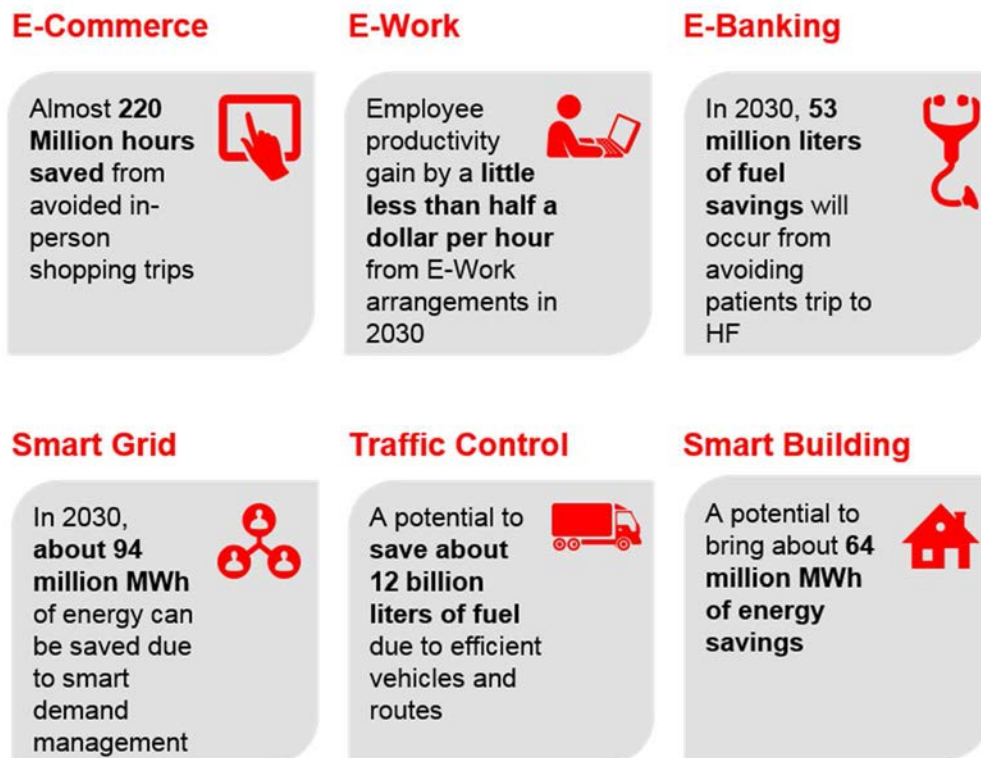 E-Commerce
Almost 220
Million hours
saved from
avoided in-
person
shopping trips
E-Work
Employee
productivity
gain by a little
less than half a
dollar per hour
from E-Work
arrangements in
2030
E-Banking
In 2030, 53
million liters
of fuel
savings will
occur from
avoiding
patients trip to
HF
Smart Grid
In 2030,
about 94
million MWh
of energy can
be saved due
to smart
demand
management
Traffic Control
A potential to
save about
12 billion
liters of fuel
due to efficient
vehicles and
routes
Smart Building
A potential to
bring about 64
million MWh
of energy
savings